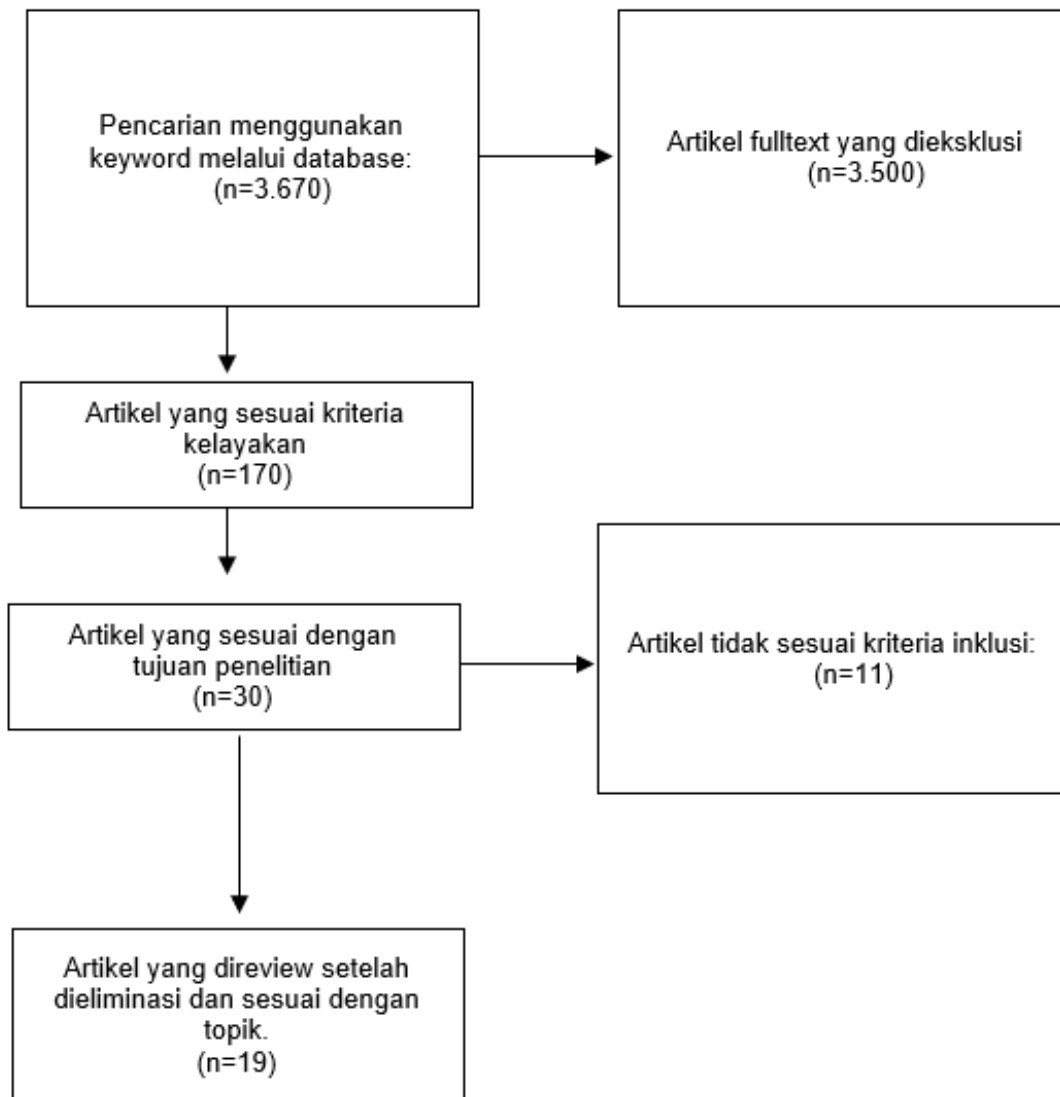 Pencarian menggunakan
keyword melalui database:
(n=3.670)
Artikel fulltext yang dieksklusi
(n=3.500)
Artikel yang sesuai kriteria
kelayakan
(n=170)
Artikel yang sesuai dengan
tujuan penelitian
(n=30)
Artikel tidak sesuai kriteria inklusi:
(n=11)
Artikel yang direview setelah
dieliminasi dan sesuai dengan
topik.
(n=19)